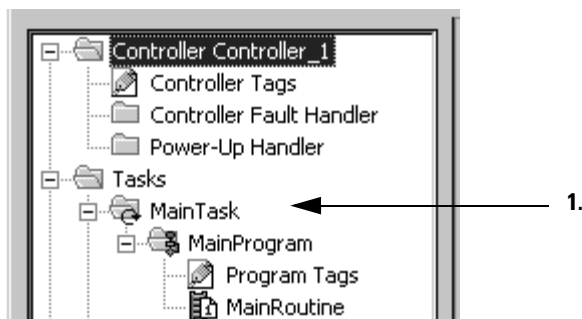 Controller Controller_1
Controller Tags
Controller Fault Handler
Power-Up Handler
Tasks
MainTask
1.
MainProgram
Program Tags
MainRoutine